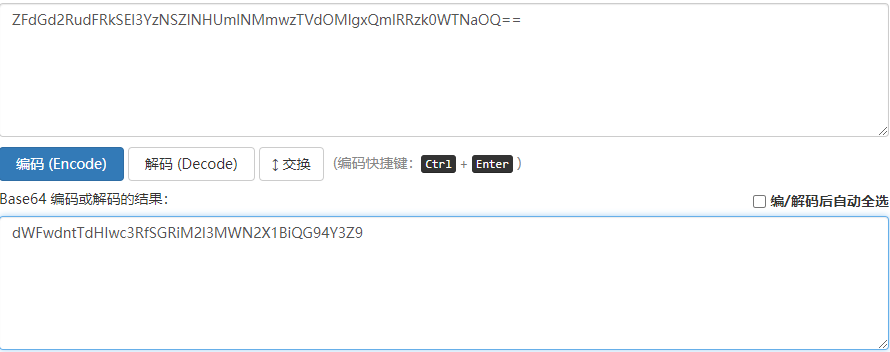 ZFdGd2RudFRkSEl3YzNSZlNHUmlNMmwzTVdOMlgxQmlRRzk0WTNaOQ==
编码 (Encode) 解码 (Decode) ↕ 交换 (编码快捷键: Ctrl + Enter )
Base64 编码或解码的结果: 编/解码后自动全选
dWFwdntTdHIwc3RfSGRiM2l3MWN2X1BiQG94Y3Z9